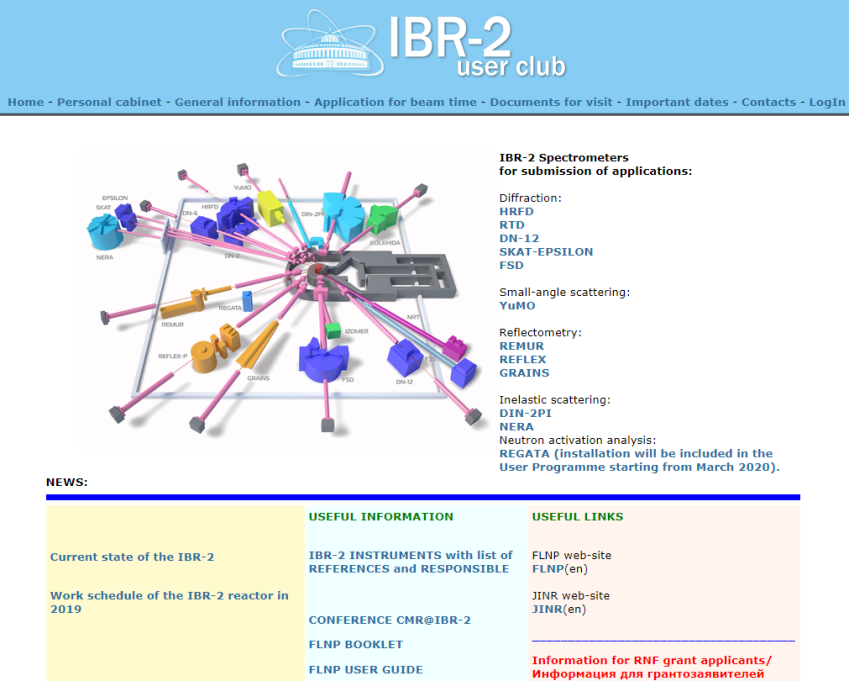 IBR-2
user club
Home - Personal cabinet - General information - Application for beam time - Documents for visit - Important dates - Contacts - LogIn
YuMO
EPSILON
SKAT
DN-6
HRFD
DIN-2PI
KOLKHIDA
NERA
DN-2
REMUR
REGATA
NRT
IZOMER
REFLEX-P
FSD
GRAINS
FSD
DN-12
IBR-2 Spectrometers
for submission of applications:
Diffraction:
HRFD
RTD
DN-12
SKAT-EPSILON
FSD
Small-angle scattering:
YuMO
Reflectometry:
REMUR
REFLEX
GRAINS
Inelastic scattering:
DIN-2PI
NERA
Neutron activation analysis:
REGATA (installation will be included in the
User Programme starting from March 2020).
NEWS:
Current state of the IBR-2
Work schedule of the IBR-2 reactor in
2019
USEFUL INFORMATION
IBR-2 INSTRUMENTS with list of
REFERENCES and RESPONSIBLE
CONFERENCE CMR@IBR-2
FLNP BOOKLET
FLNP USER GUIDE
USEFUL LINKS
FLNP web-site
FLNP(en)
JINR web-site
JINR(en)
Information for RNF grant applicants/
Информация для грантозаявителей